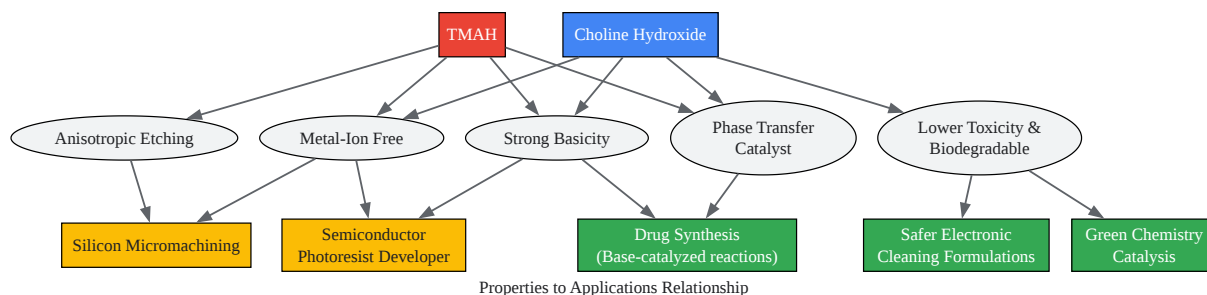 TMAH
Choline Hydroxide
Anisotropic Etching
Metal-Ion Free
Strong Basicity
Phase Transfer
Catalyst
Lower Toxicity &
Biodegradable
Silicon Micromachining
Semiconductor
Photoresist Developer
Drug Synthesis
(Base-catalyzed reactions)
Safer Electronic
Cleaning Formulations
Green Chemistry
Catalysis
Properties to Applications Relationship